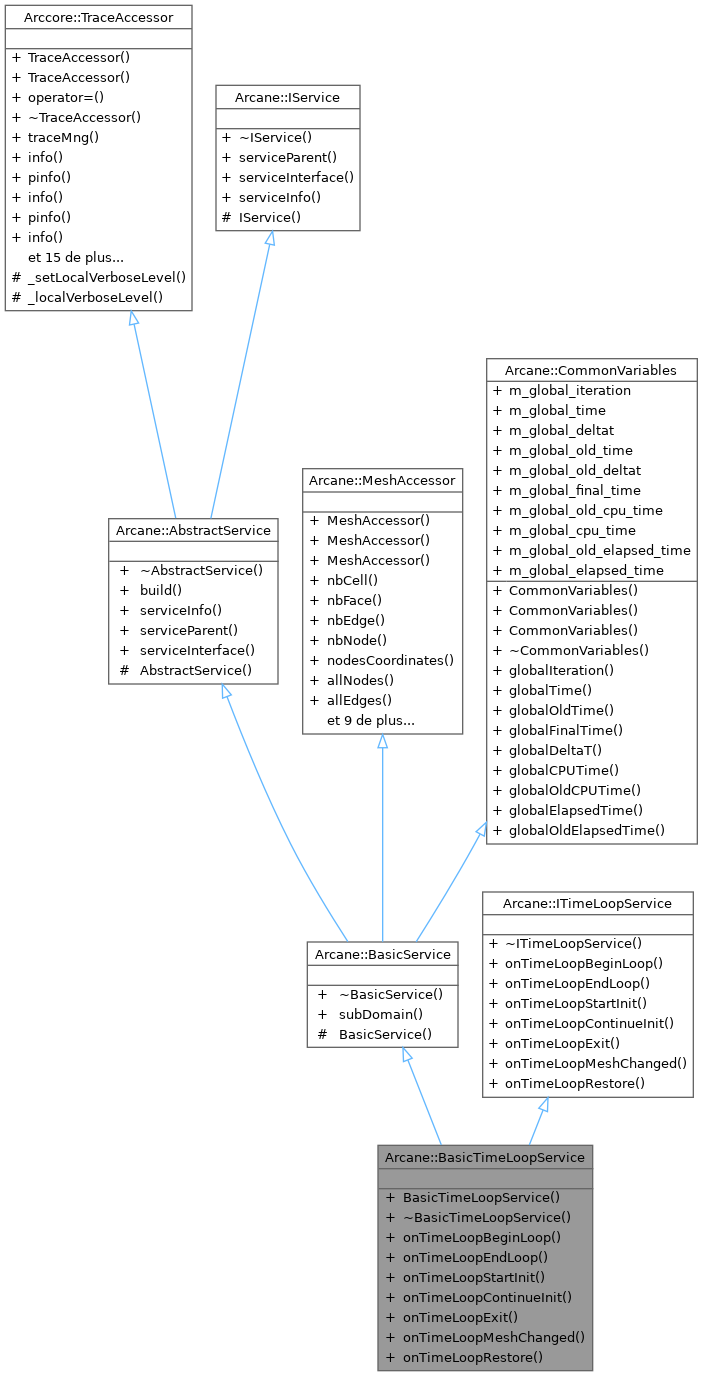 Arccore::TraceAccessor
+ TraceAccessor()
+ TraceAccessor()
+ operator=()
+ ~TraceAccessor()
+ traceMng()
+ info()
+ pinfo()
+ info()
+ pinfo()
+ info()
et 15 de plus...
# _setLocalVerboseLevel()
# _localVerboseLevel()
Arcane::IService
+ ~IService()
+ serviceParent()
+ serviceInterface()
+ serviceInfo()
# IService()
Arcane::AbstractService
+ ~AbstractService()
+ build()
+ serviceInfo()
+ serviceParent()
+ serviceInterface()
# AbstractService()
Arcane::MeshAccessor
+ MeshAccessor()
+ MeshAccessor()
+ MeshAccessor()
+ nbCell()
+ nbFace()
+ nbEdge()
+ nbNode()
+ nodesCoordinates()
+ allNodes()
+ allEdges()
et 9 de plus...
Arcane::CommonVariables
+ m_global_iteration
+ m_global_time
+ m_global_deltat
+ m_global_old_time
+ m_global_old_deltat
+ m_global_final_time
+ m_global_old_cpu_time
+ m_global_cpu_time
+ m_global_old_elapsed_time
+ m_global_elapsed_time
+ CommonVariables()
+ CommonVariables()
+ CommonVariables()
+ ~CommonVariables()
+ globalIteration()
+ globalTime()
+ globalOldTime()
+ globalFinalTime()
+ globalDeltaT()
+ globalCPUTime()
+ globalOldCPUTime()
+ globalElapsedTime()
+ globalOldElapsedTime()
Arcane::BasicService
+ ~BasicService()
+ subDomain()
# BasicService()
Arcane::ITimeLoopService
+ ~ITimeLoopService()
+ onTimeLoopBeginLoop()
+ onTimeLoopEndLoop()
+ onTimeLoopStartInit()
+ onTimeLoopContinueInit()
+ onTimeLoopExit()
+ onTimeLoopMeshChanged()
+ onTimeLoopRestore()
Arcane::BasicTimeLoopService
+ BasicTimeLoopService()
+ ~BasicTimeLoopService()
+ onTimeLoopBeginLoop()
+ onTimeLoopEndLoop()
+ onTimeLoopStartInit()
+ onTimeLoopContinueInit()
+ onTimeLoopExit()
+ onTimeLoopMeshChanged()
+ onTimeLoopRestore()